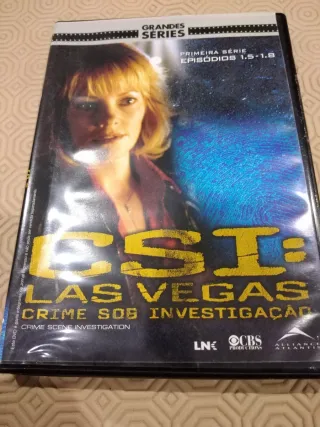 GRANDES
SÉRIES
PRIMEIRA SÉRIE
EPISÓDIOS 1.5-1.8
CSI:
LAS VEGAS
CRIME SOB INVESTIGAÇÃO
CRIME SCENE INVESTIGATION
LNK
CBS
PRODUCTIONS
ALLIANCE
ATLANTIS